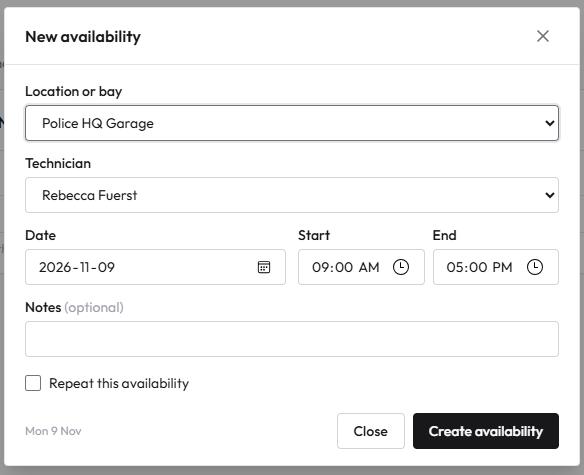 New availability
Location or bay
Police HQ Garage
Technician
Rebecca Fuerst
Date Start End
2026-11-09 09:00 AM 05:00 PM
Notes (optional)
Repeat this availability
Mon 9 Nov Close Create availability